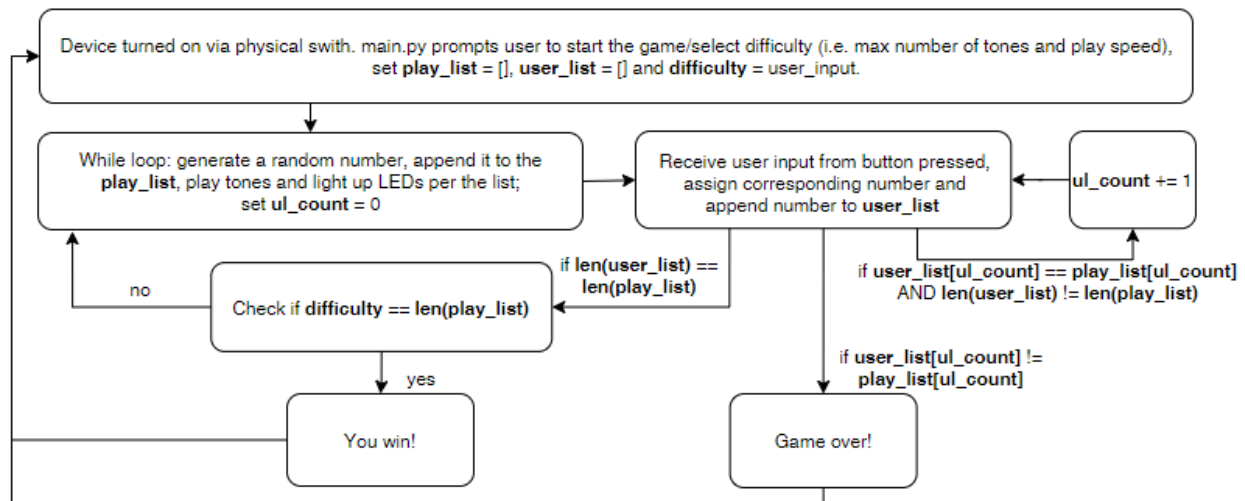 Device turned on via physical swith. main.py prompts user to start the game/select difficulty (i.e. max number of tones and play speed),
set play_list = [], user_list = [] and difficulty = user_input.
While loop: generate a random number, append it to the
play_list, play tones and light up LEDs per the list;
set ul_count = 0
Receive user input from button pressed,
assign corresponding number and
append number to user_list
ul_count += 1
if len(user_list) ==
len(play_list)
if user_list[ul_count] == play_list[ul_count]
AND len(user_list) != len(play_list)
no
Check if difficulty == len(play_list)
if user_list[ul_count] !=
play_list[ul_count]
yes
You win!
Game over!